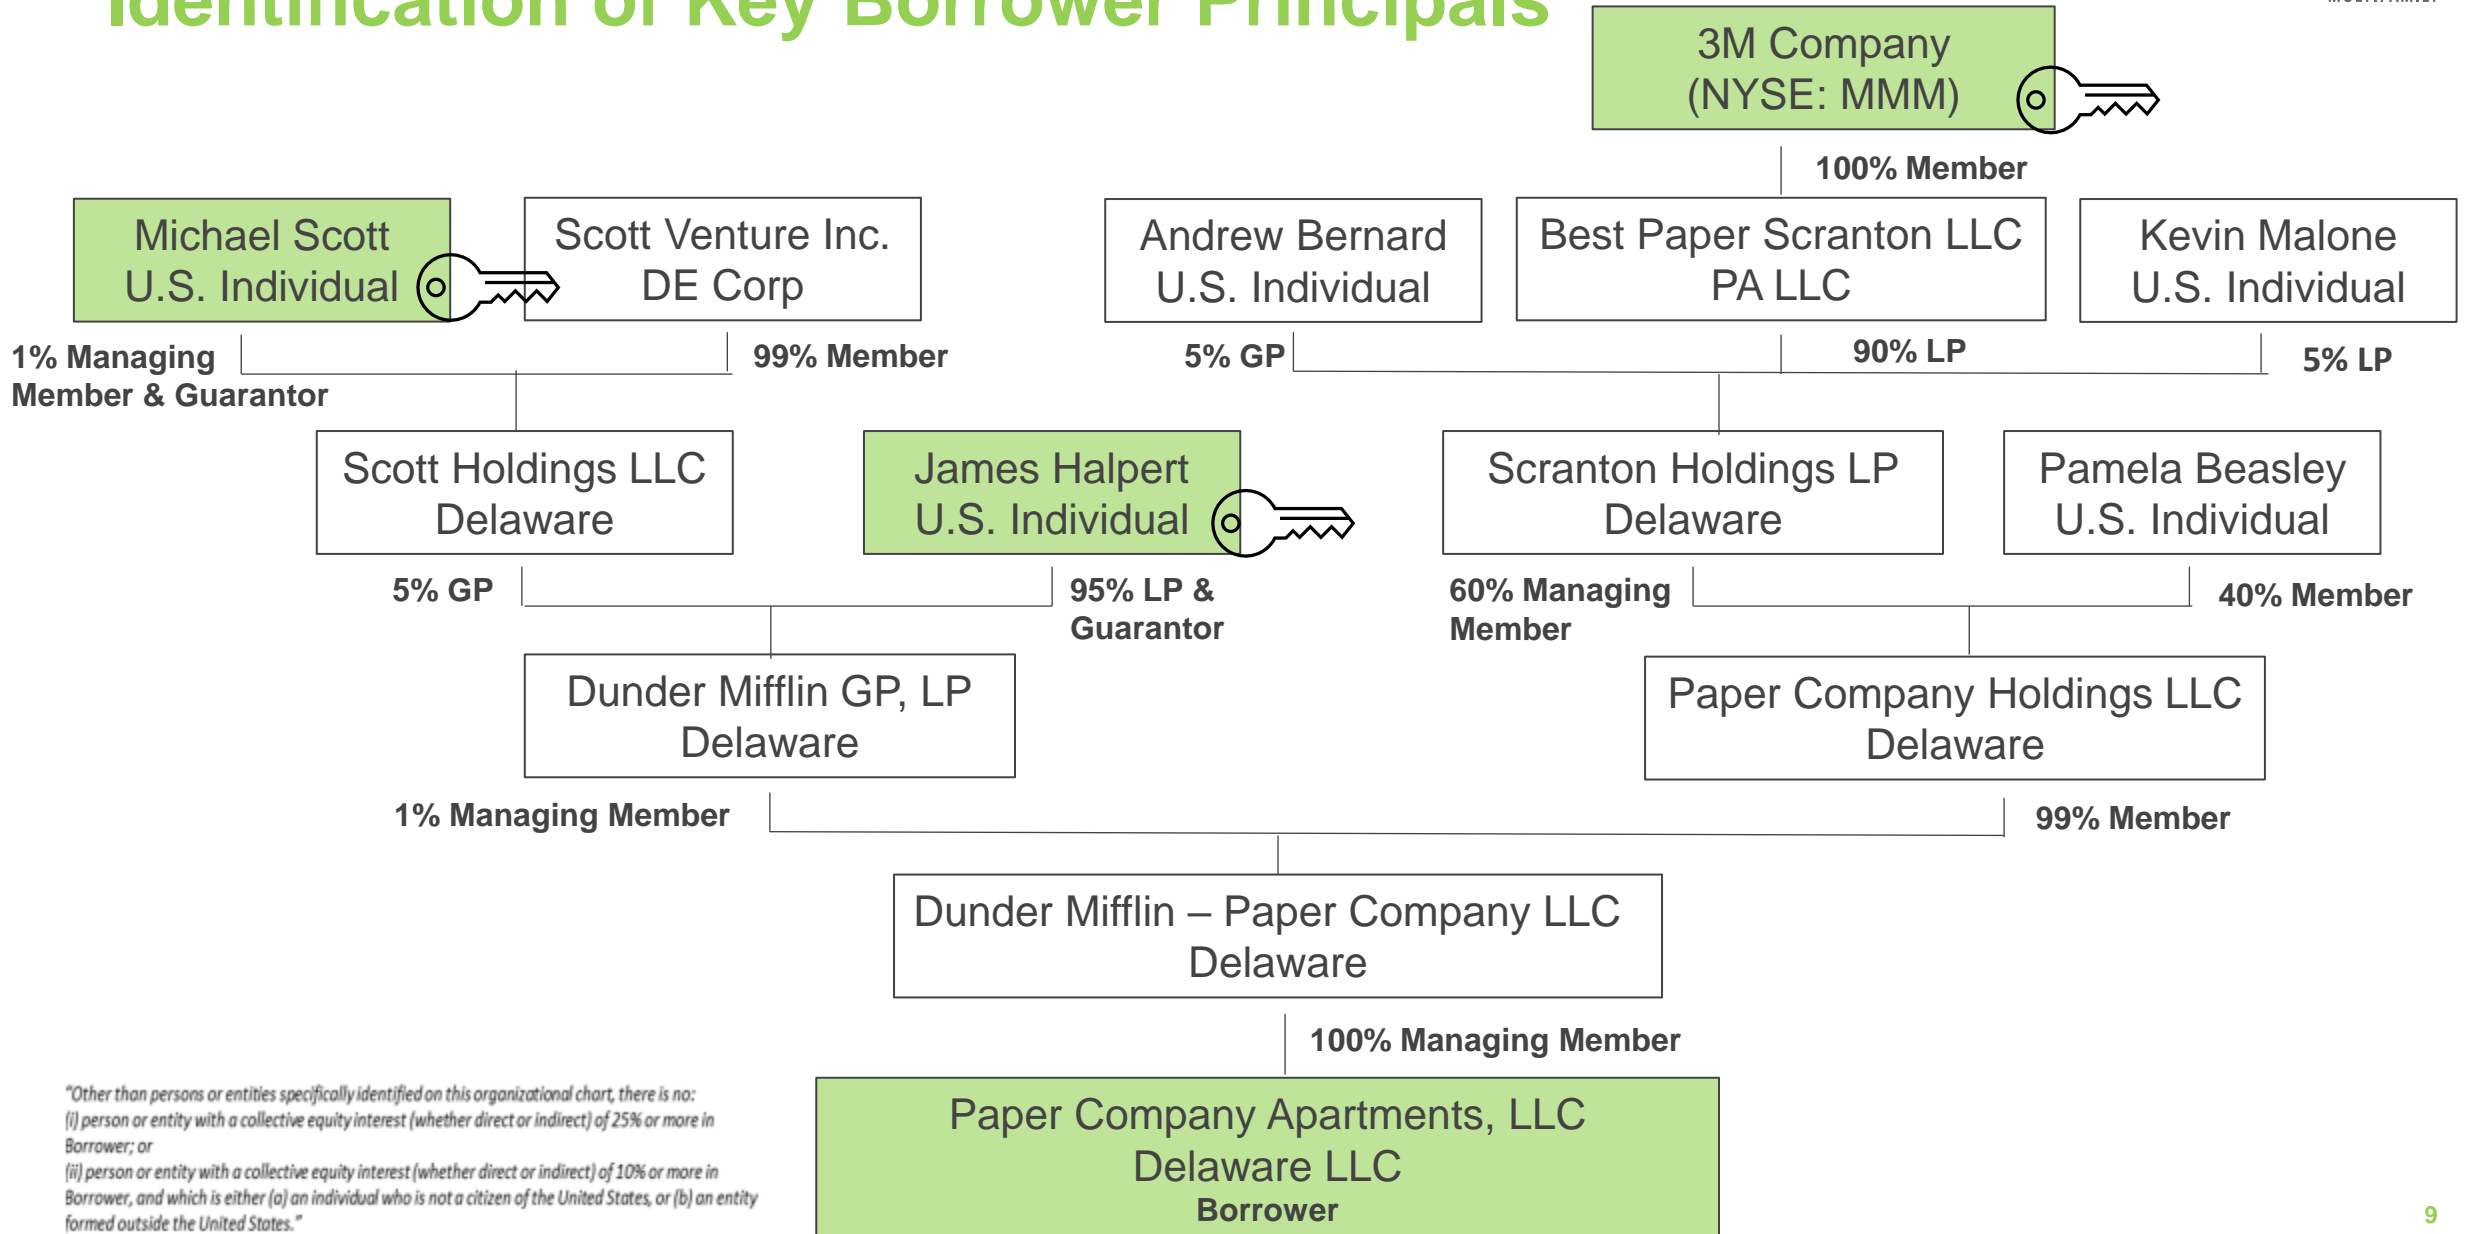 Identification of Key Borrower Principals
MULTIFAMILY
3M Company
(NYSE: MMM)
100% Member
Michael Scott
U.S. Individual
Scott Venture Inc.
DE Corp
Andrew Bernard
U.S. Individual
Best Paper Scranton LLC
PA LLC
Kevin Malone
U.S. Individual
1% Managing
Member & Guarantor
99% Member
5% GP
90% LP
5% LP
Scott Holdings LLC
Delaware
James Halpert
U.S. Individual
Scranton Holdings LP
Delaware
Pamela Beasley
U.S. Individual
5% GP
95% LP &
Guarantor
60% Managing
Member
40% Member
Dunder Mifflin GP, LP
Delaware
Paper Company Holdings LLC
Delaware
1% Managing Member
99% Member
Dunder Mifflin – Paper Company LLC
Delaware
100% Managing Member
Paper Company Apartments, LLC
Delaware LLC
Borrower
"Other than persons or entities specifically identified on this organizational chart, there is no:
(i) person or entity with a collective equity interest (whether direct or indirect) of 25% or more in
Borrower; or
(ii) person or entity with a collective equity interest (whether direct or indirect) of 10% or more in
Borrower, and which is either (a) an individual who is not a citizen of the United States, or (b) an entity
formed outside the United States."
9